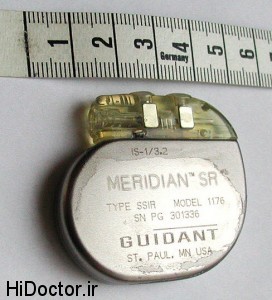 1 2 3 4 5 6
Germany
IS-1/3.2
MERIDIAN™ SR
TYPE SSIR MODEL 1176
SN PG 301336
GUIDANT
ST. PAUL, MN USA
HiDoctor.ir